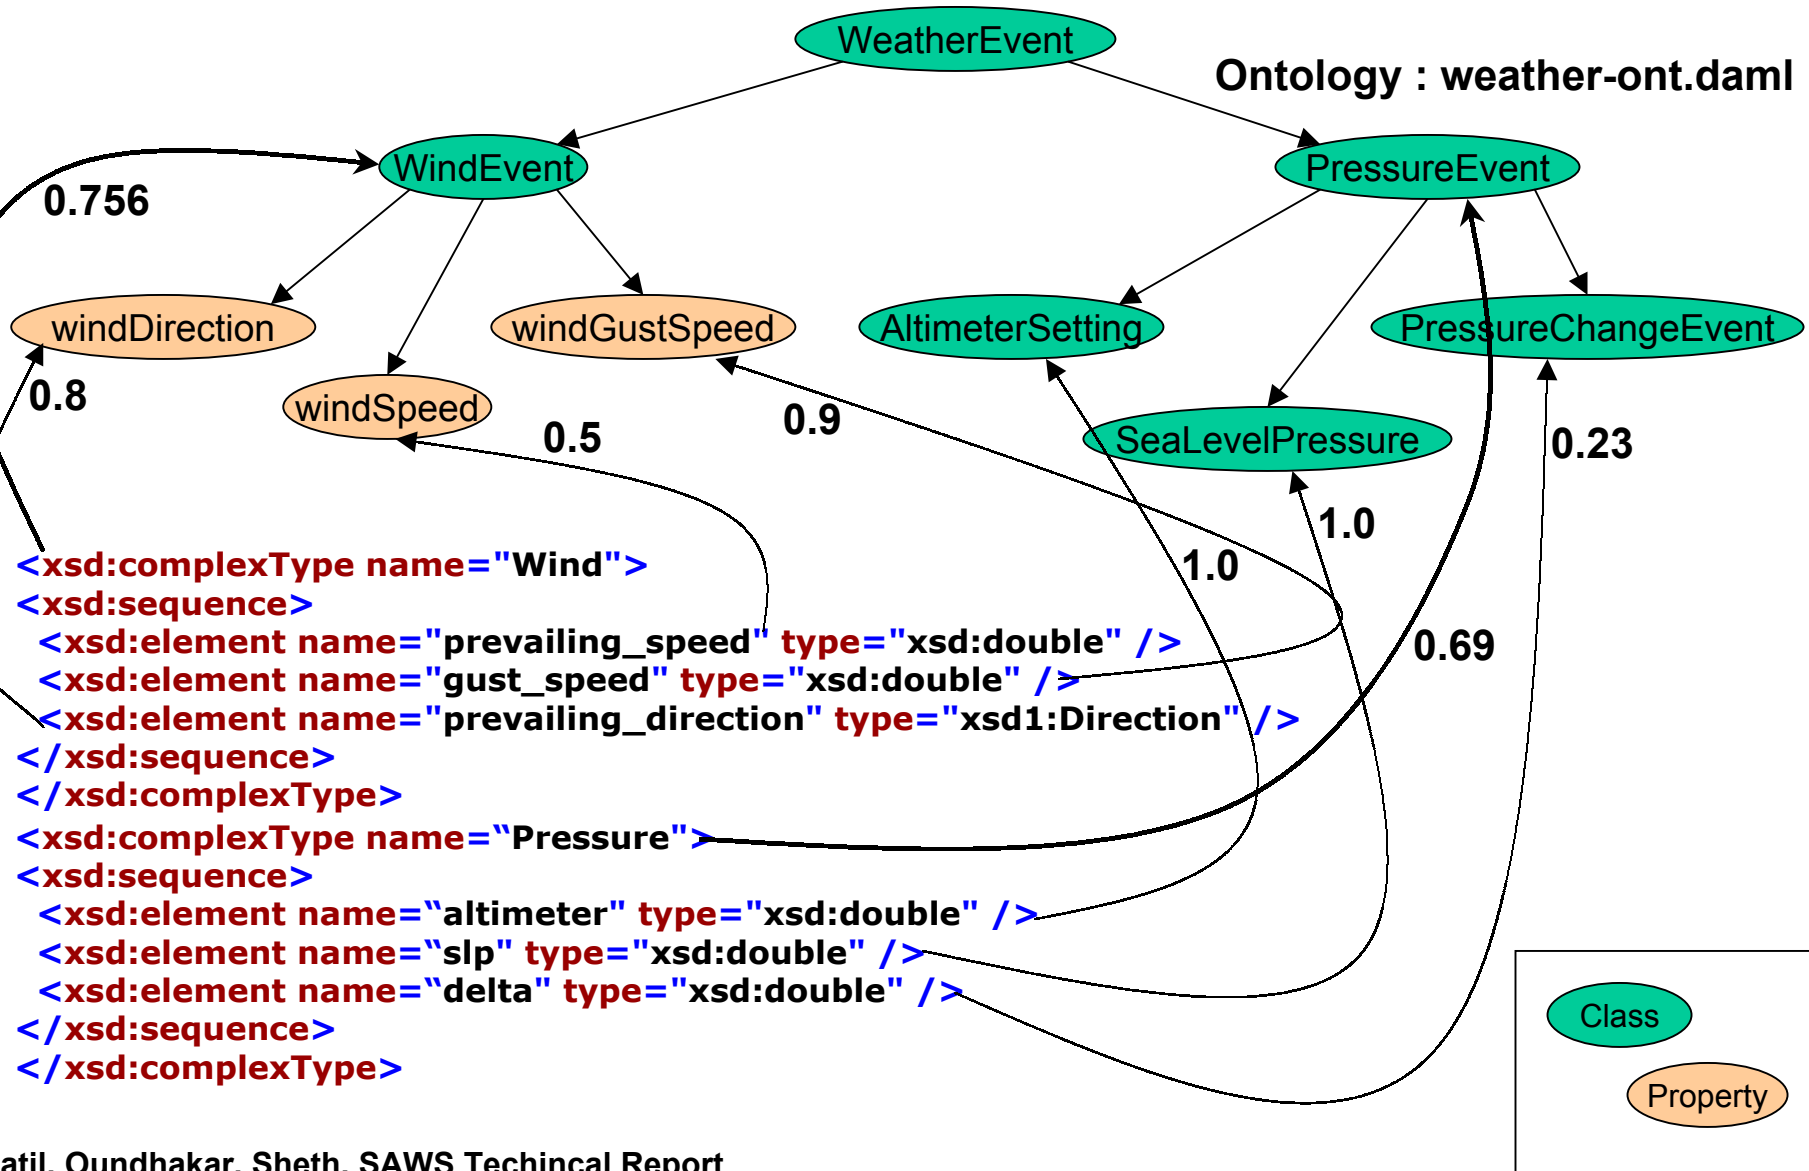 WeatherEvent
Ontology : weather-ont.daml
WindEvent
PressureEvent
0.756
windDirection
windGustSpeed
AltimeterSetting
PressureChangeEvent
0.8
windSpeed
0.5
0.9
SeaLevelPressure
0.23
1.0
1.0
<xsd:complexType name="Wind">
<xsd:sequence>
<xsd:element name="prevailing_speed" type="xsd:double" />
0.69
<xsd:element name="gust_speed" type="xsd:double" />
<xsd:element name="prevailing_direction" type="xsd1:Direction" />
</xsd:sequence>
</xsd:complexType>
<xsd:complexType name=“Pressure">
<xsd:sequence>
<xsd:element name=“altimeter" type="xsd:double" />
<xsd:element name=“slp" type="xsd:double" />
<xsd:element name=“delta" type="xsd:double" />
</xsd:sequence>
</xsd:complexType>
Class
Property
atil, Oundhakar, Sheth, SAWS Techincal Report